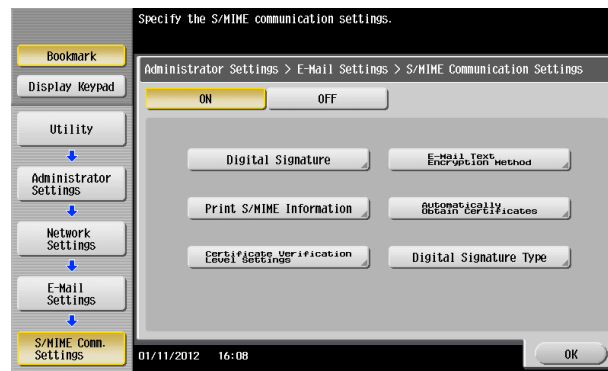 Specify the S/MIME communication settings.
Bookmark
Display Keypad
Utility
Administrator
Settings
Network
Settings
E-Mail
Settings
S/MIME Comm.
Settings
Administrator Settings > E-Mail Settings > S/MIME Communication Settings
ON
OFF
Digital Signature
E-Mail Text
Encryption Method
Print S/MIME Information
Automatically
Obtain Certificates
Certificate Verification
Level Settings
Digital Signature Type
01/11/2012 16:08
OK